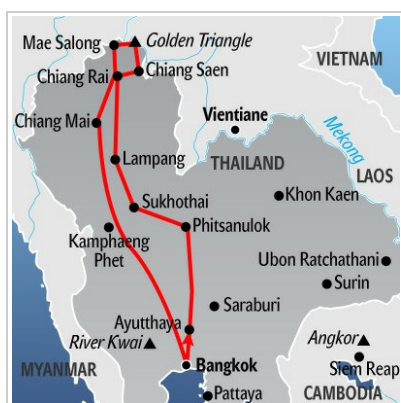 Mae Salong
Golden Triangle
VIETNAM
Chiang Rai
Chiang Saen
Chiang Mai
Vientiane
Mekong
Lampang
THAILAND
LAOS
Sukhothai
Khon Kaen
Kamphaeng
Phet
Phitsanulok
Ubon Ratchathani
Surin
Saraburi
Ayutthaya
River Kwai
Angkor
MYANMAR
Bangkok
Siem Reap
Pattaya
CAMBODIA